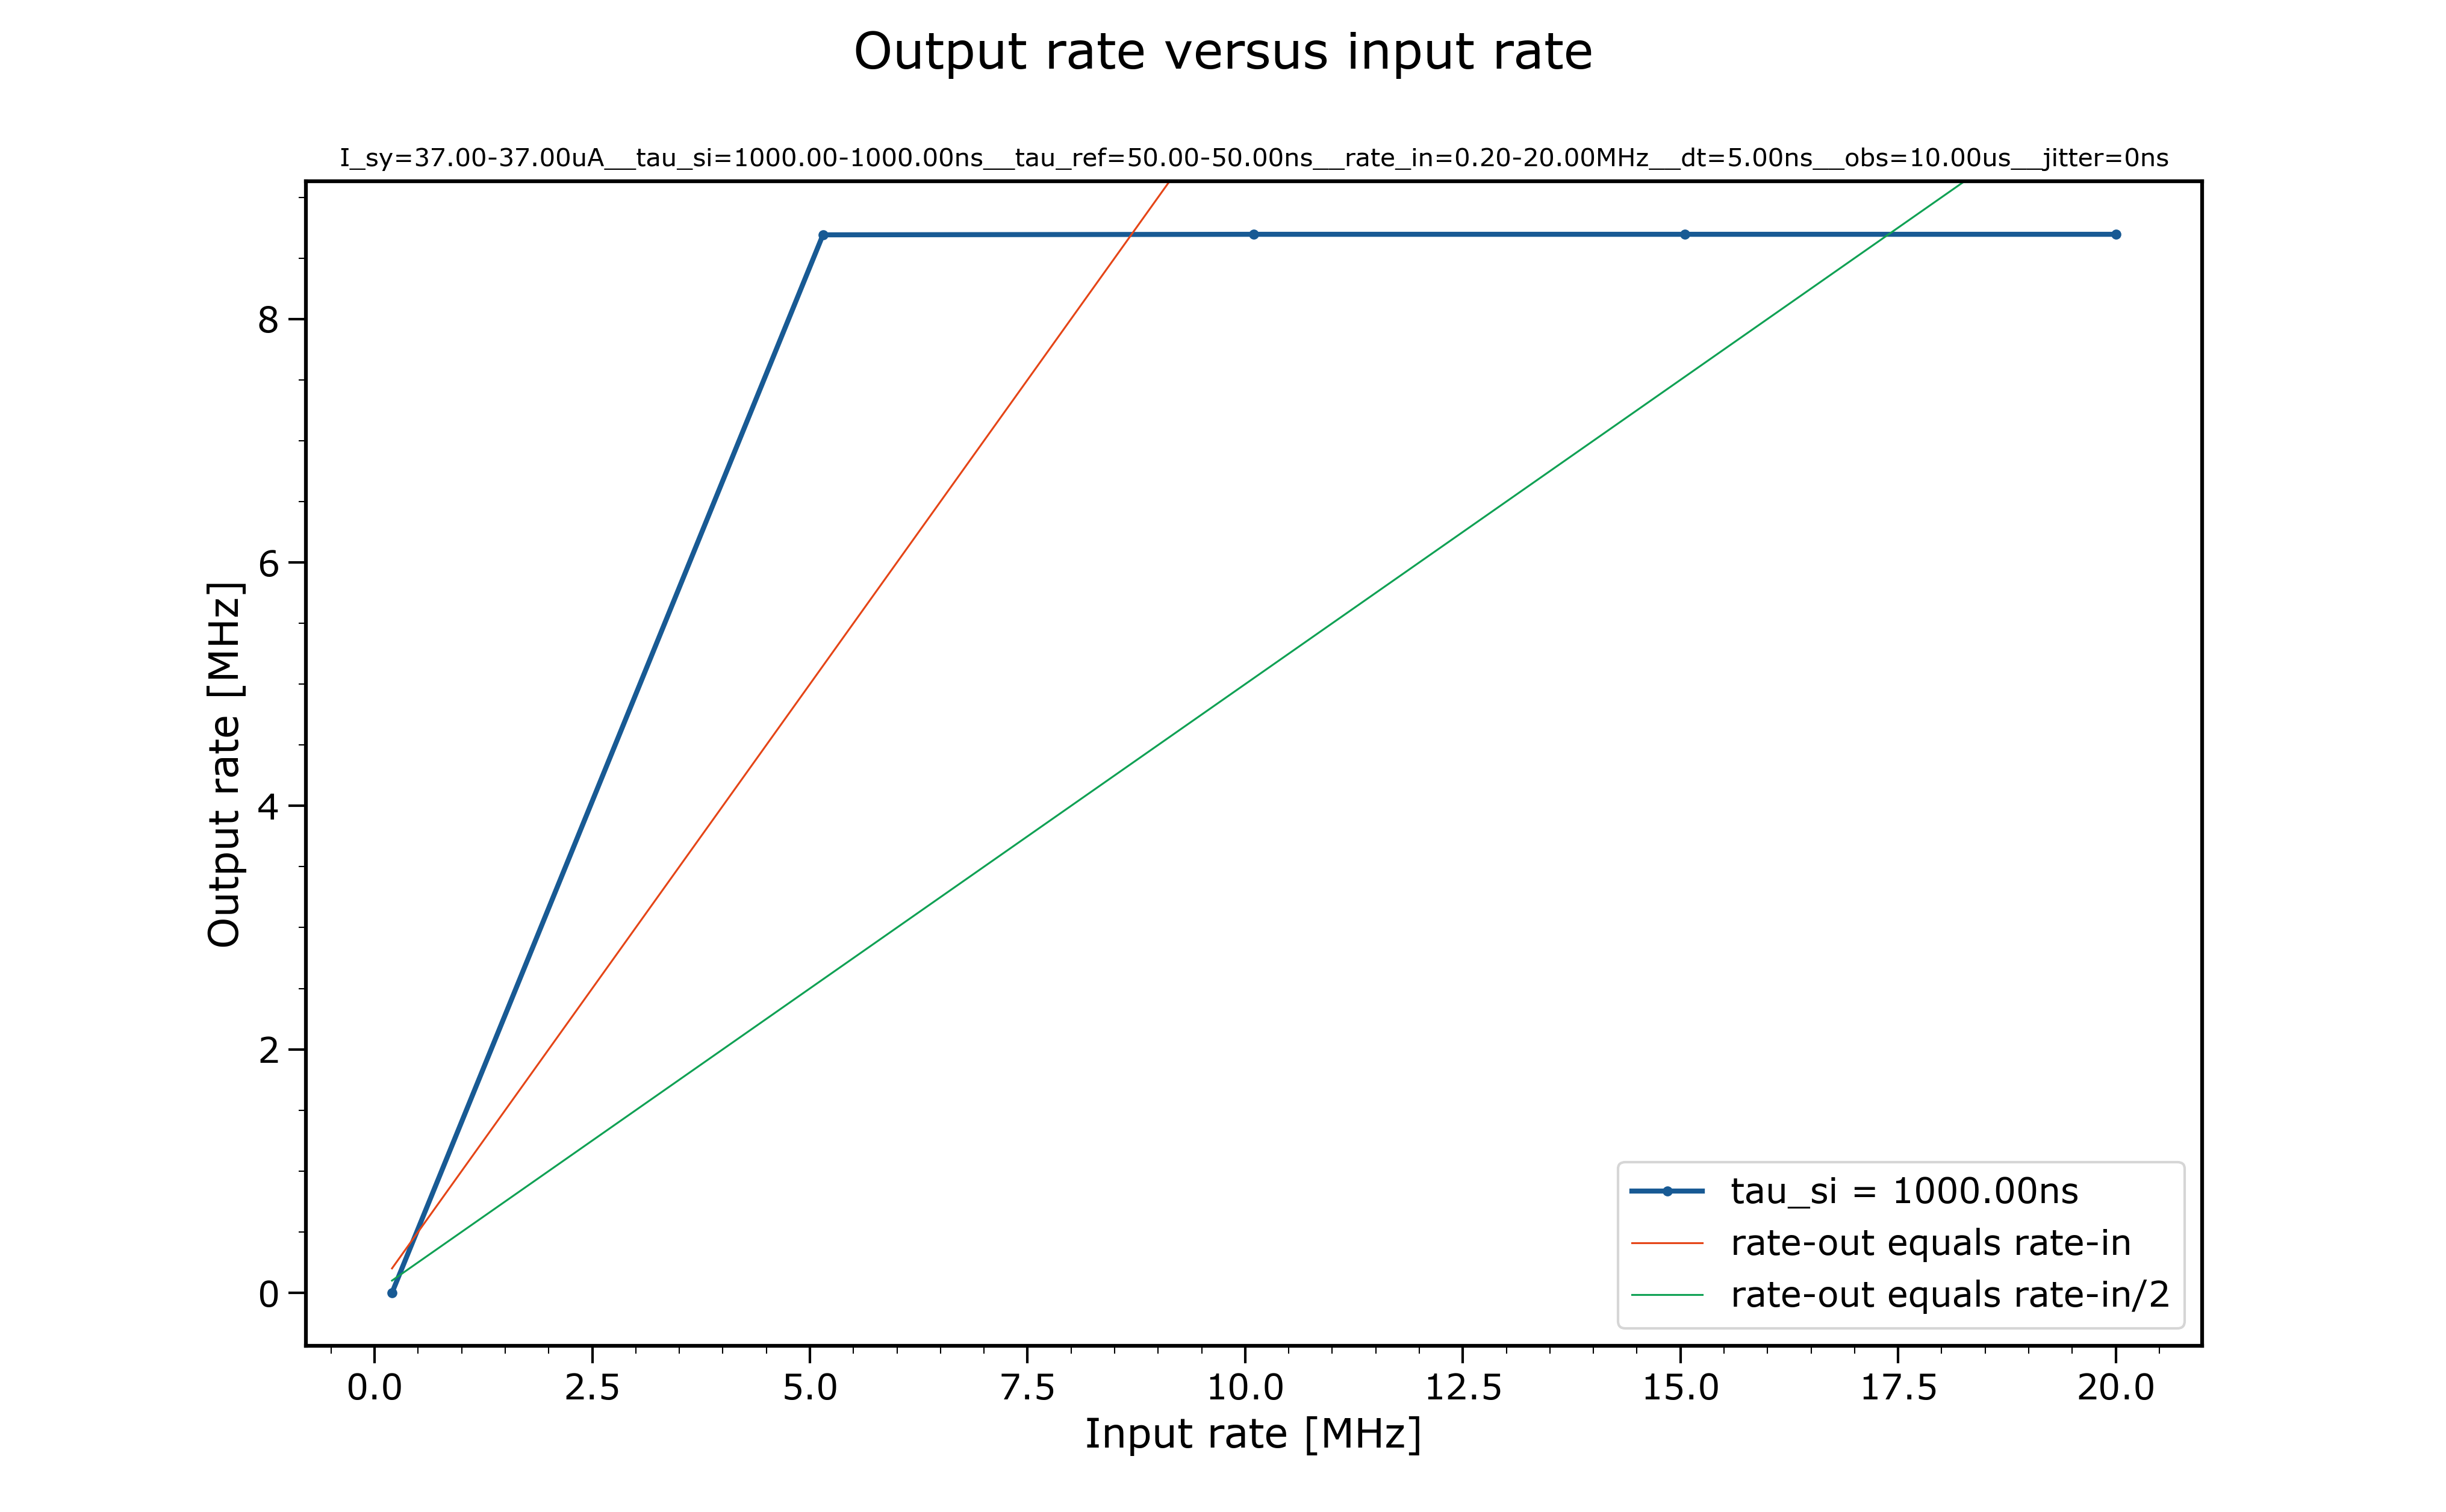 Output rate versus input rate
I_sy=37.00-37.00uA__tau_si=1000.00-1000.00ns__tau_ref=50.00-50.00ns__rate_in=0.20-20.00MHz__dt=5.00ns__obs=10.00us__jitter=0ns
8
6
4
2
0
Output rate [MHz]
tau_si = 1000.00ns
rate-out equals rate-in
rate-out equals rate-in/2
0.0 2.5 5.0 7.5 10.0 12.5 15.0 17.5 20.0
Input rate [MHz]